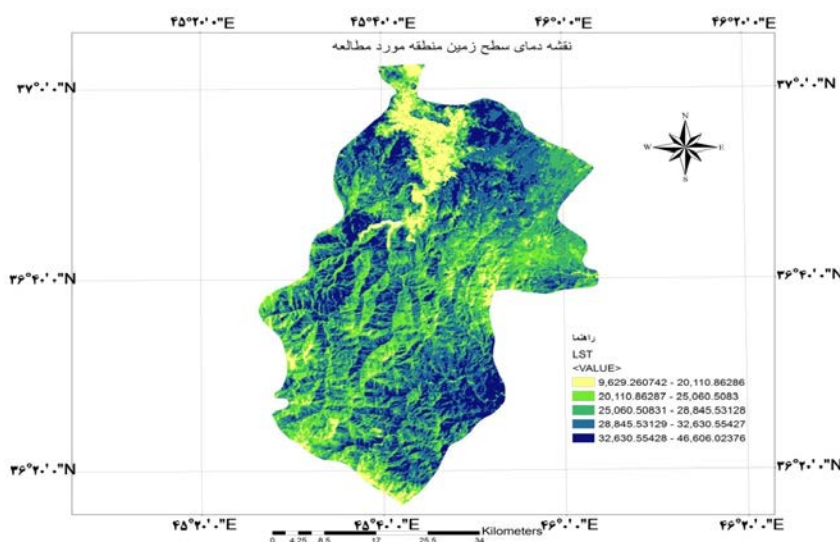 ۴۵°۲۰'۰"E ۴۵°۴۰'۰"E ۴۶°۰'۰"E ۴۶°۲۰'۰"E
نقشه دمای سطح زمین منطقه مورد مطالعه
۳۷°۰'۰"N ۳۷°۰'۰"N
N
W E
S
۳۶°۴۰'۰"N ۳۶°۴۰'۰"N
راهنما
LST
<VALUE>
9,629.260742 - 20,110.86286
20,110.86287 - 25,060.5083
25,060.50831 - 28,845.53128
28,845.53129 - 32,630.55427
32,630.55428 - 46,606.02376
۳۶°۲۰'۰"N ۳۶°۲۰'۰"N
۴۵°۲۰'۰"E ۴۵°۴۰'۰"E ۴۶°۰'۰"E ۴۶°۲۰'۰"E
Kilometers
0 4.25 8.5 17 25.5 34